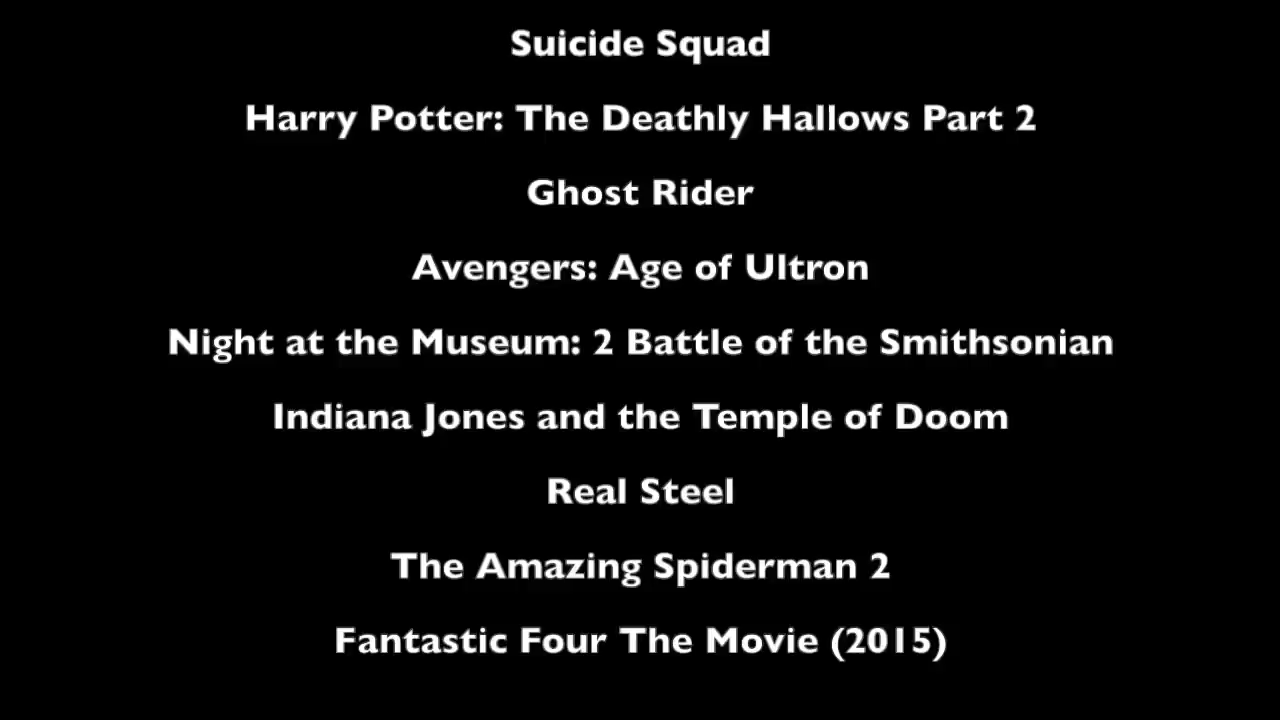 Suicide Squad
Harry Potter: The Deathly Hallows Part 2
Ghost Rider
Avengers: Age of Ultron
Night at the Museum: 2 Battle of the Smithsonian
Indiana Jones and the Temple of Doom
Real Steel
The Amazing Spiderman 2
Fantastic Four The Movie (2015)